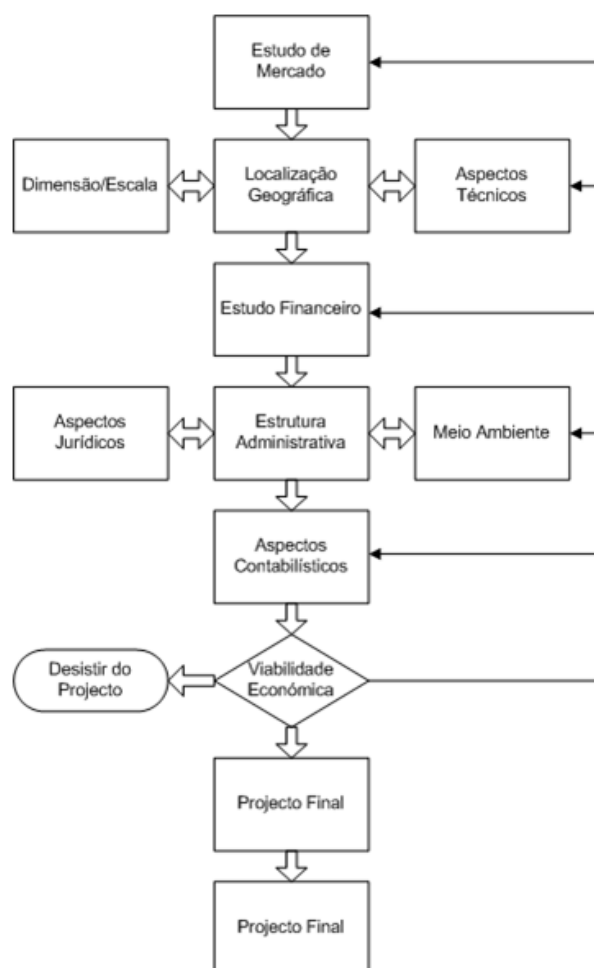 Estudo de
Mercado
Dimensão/Escala
Localização
Geográfica
Aspectos
Técnicos
Estudo Financeiro
Aspectos
Jurídicos
Estrutura
Administrativa
Meio Ambiente
Aspectos
Contabilísticos
Desistir do
Projecto
Viabilidade
Económica
Projecto Final
Projecto Final